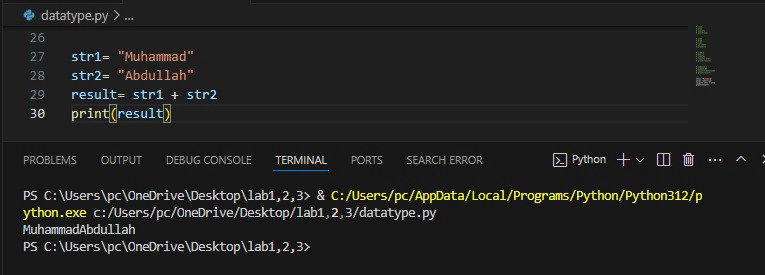 datatype.py > ...
26
27 str1= "Muhammad"
28 str2= "Abdullah"
29 result= str1 + str2
30 print(result)
PROBLEMS OUTPUT DEBUG CONSOLE TERMINAL PORTS SEARCH ERROR Python
PS C:\Users\pc\OneDrive\Desktop\lab1,2,3> & C:/Users/pc/AppData/Local/Programs/Python/Python312/p
ython.exe c:/Users/pc/OneDrive/Desktop/lab1,2,3/datatype.py
MuhammadAbdullah
PS C:\Users\pc\OneDrive\Desktop\lab1,2,3>